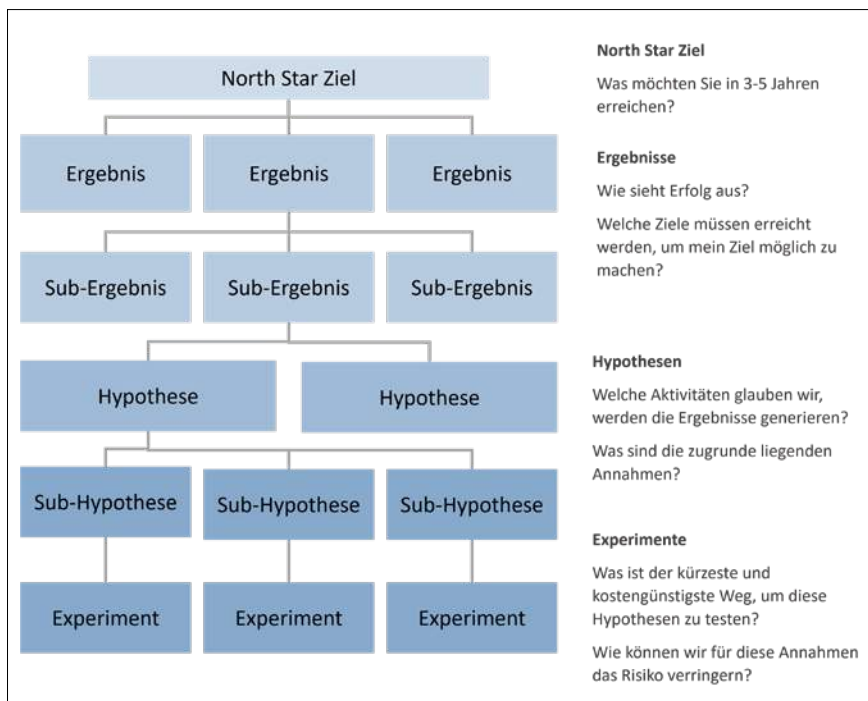 North Star Ziel
Ergebnis
Ergebnis
Ergebnis
Sub-Ergebnis
Sub-Ergebnis
Sub-Ergebnis
Hypothese
Hypothese
Sub-Hypothese
Sub-Hypothese
Sub-Hypothese
Experiment
Experiment
Experiment
North Star Ziel
Was möchten Sie in 3-5 Jahren
erreichen?
Ergebnisse
Wie sieht Erfolg aus?
Welche Ziele müssen erreicht
werden, um mein Ziel möglich zu
machen?
Hypothesen
Welche Aktivitäten glauben wir,
werden die Ergebnisse generieren?
Was sind die zugrunde liegenden
Annahmen?
Experimente
Was ist der kürzeste und
kostengünstigste Weg, um diese
Hypothesen zu testen?
Wie können wir für diese Annahmen
das Risiko verringern?